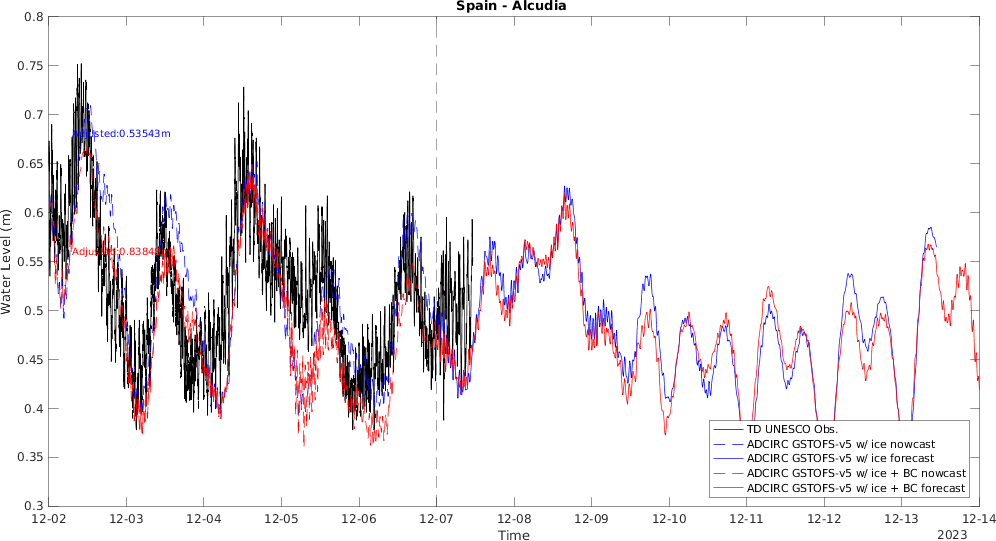 Spain - Alcudia
0.8
0.75
0.7
0.65
0.6
0.55
0.5
0.45
0.4
0.35
0.3
Water Level (m)
Adjusted:0.53543m
TD UNESCO Obs.
ADCIRC GSTOFS-v5 w/ ice nowcast
ADCIRC GSTOFS-v5 w/ ice forecast
ADCIRC GSTOFS-v5 w/ ice + BC nowcast
ADCIRC GSTOFS-v5 w/ ice + BC forecast
12-02 12-03 12-04 12-05 12-06 12-07 12-08 12-09 12-10 12-11 12-12 12-13 12-14
Time
2023